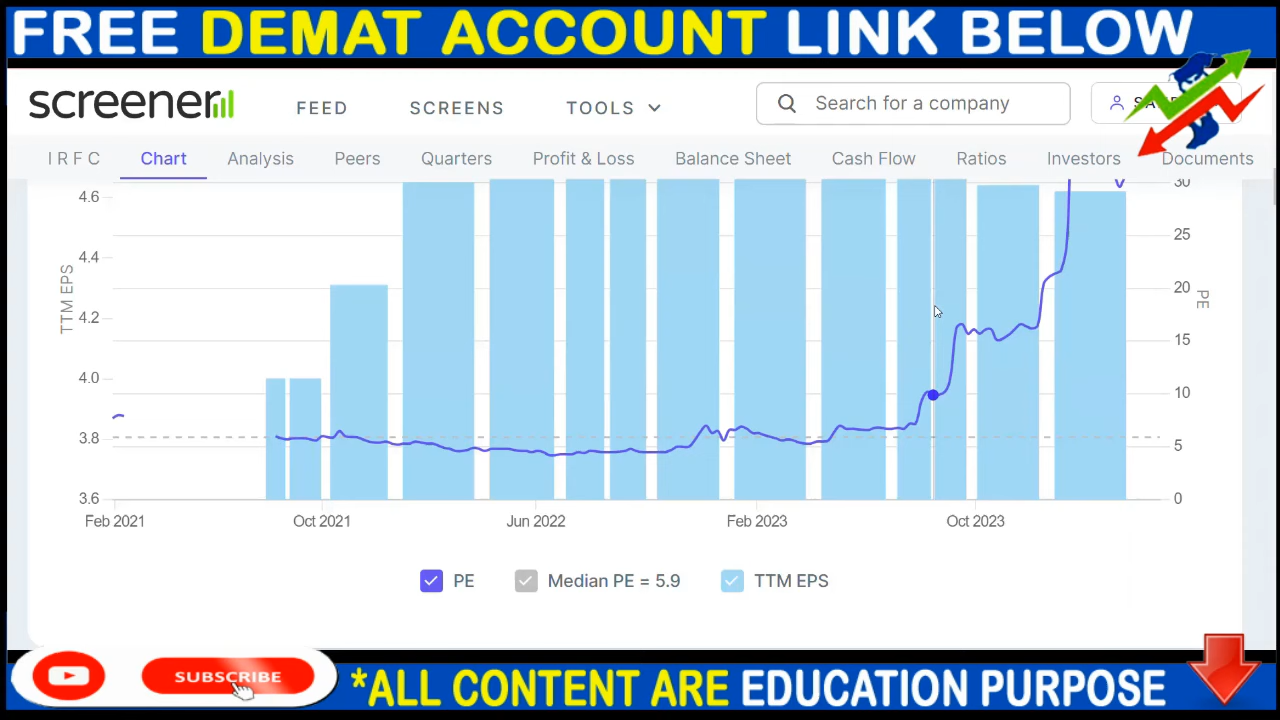 FREE DEMAT ACCOUNT LINK BELOW
screener
FEED
SCREENS
TOOLS
Search for a company
I R F C
Chart
Analysis
Peers
Quarters
Profit & Loss
Balance Sheet
Cash Flow
Ratios
Investors
Documents
4.6
4.4
4.2
4.0
3.8
3.6
TTM EPS
30
25
20
15
10
5
0
PE
Feb 2021
Oct 2021
Jun 2022
Feb 2023
Oct 2023
PE
Median PE = 5.9
TTM EPS
SUBSCRIBE
*ALL CONTENT ARE EDUCATION PURPOSE